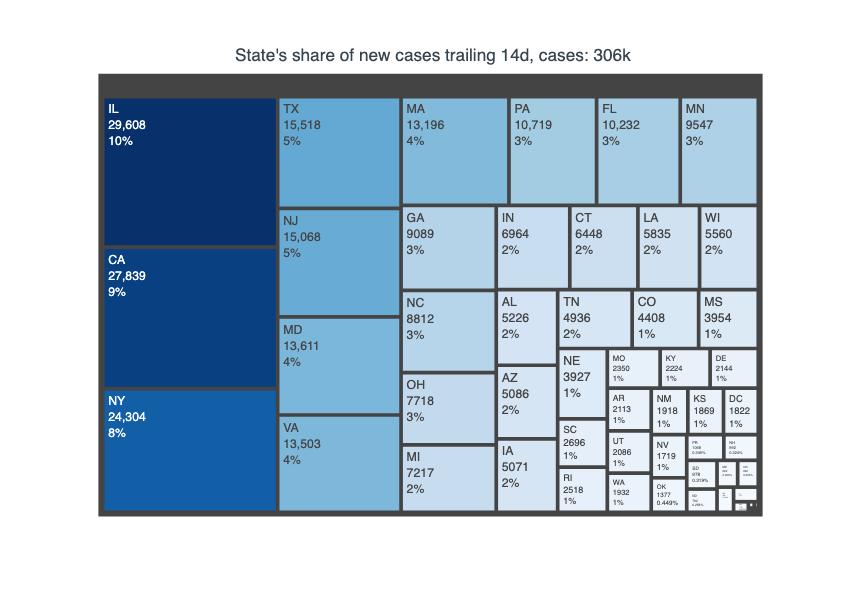 State's share of new cases trailing 14d, cases: 306k
IL
29,608
10%
CA
27,839
9%
NY
24,304
8%
TX
15,518
5%
NJ
15,068
5%
MD
13,611
4%
VA
13,503
4%
MA
13,196
4%
PA
10,719
3%
FL
10,232
3%
MN
9547
3%
GA
9089
3%
NC
8812
3%
OH
7718
3%
MI
7217
2%
IN
6964
2%
CT
6448
2%
LA
5835
2%
WI
5560
2%
AL
5226
2%
AZ
5086
2%
IA
5071
2%
TN
4936
2%
CO
4408
1%
MS
3954
1%
NE
3927
1%
SC
2696
1%
RI
2518
1%
MO
2350
1%
KY
2224
1%
DE
2144
1%
AR
2113
1%
UT
2086
1%
WA
1932
1%
NM
1918
1%
KS
1869
1%
DC
1822
1%
NV
1719
1%
OK
1377
0.449%
PR
NH
SD
978
0.319%
ND